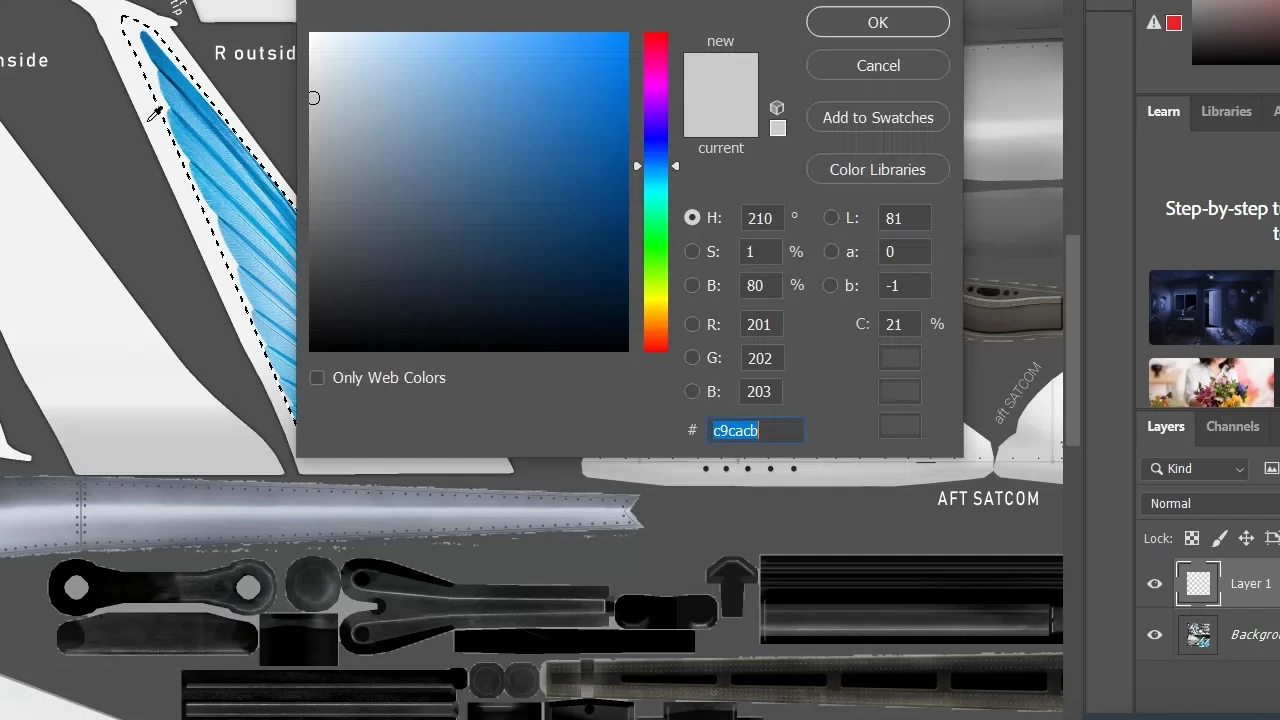 tip
nside
R outsid
new
current
OK
Cancel
Add to Swatches
Color Libraries
H: 210 °
L: 81
S: 1 %
a: 0
B: 80 %
b: -1
R: 201
C: 21 %
G: 202
B: 203
Only Web Colors
# c9cacb
aft SATCOM
AFT SATCOM
Learn
Libraries
A
Step-by-step tu
t
Layers
Channels
Kind
Normal
Lock:
Layer 1
Backgro